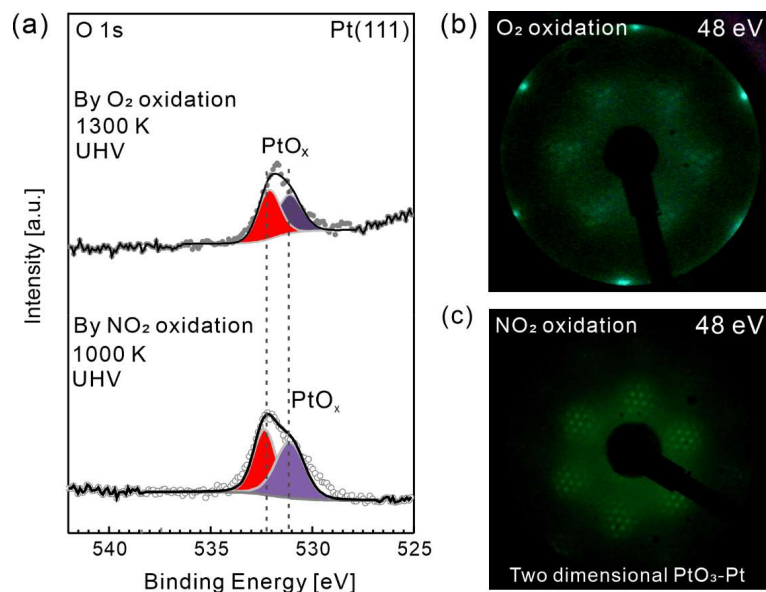 (a)
O 1s
Pt(111)
By O₂ oxidation
1300 K
UHV
PtOₓ
By NO₂ oxidation
1000 K
UHV
PtOₓ
Intensity [a.u.]
540
535
530
525
Binding Energy [eV]
(b)
O₂ oxidation
48 eV
(c)
NO₂ oxidation
48 eV
Two dimensional PtO₃-Pt